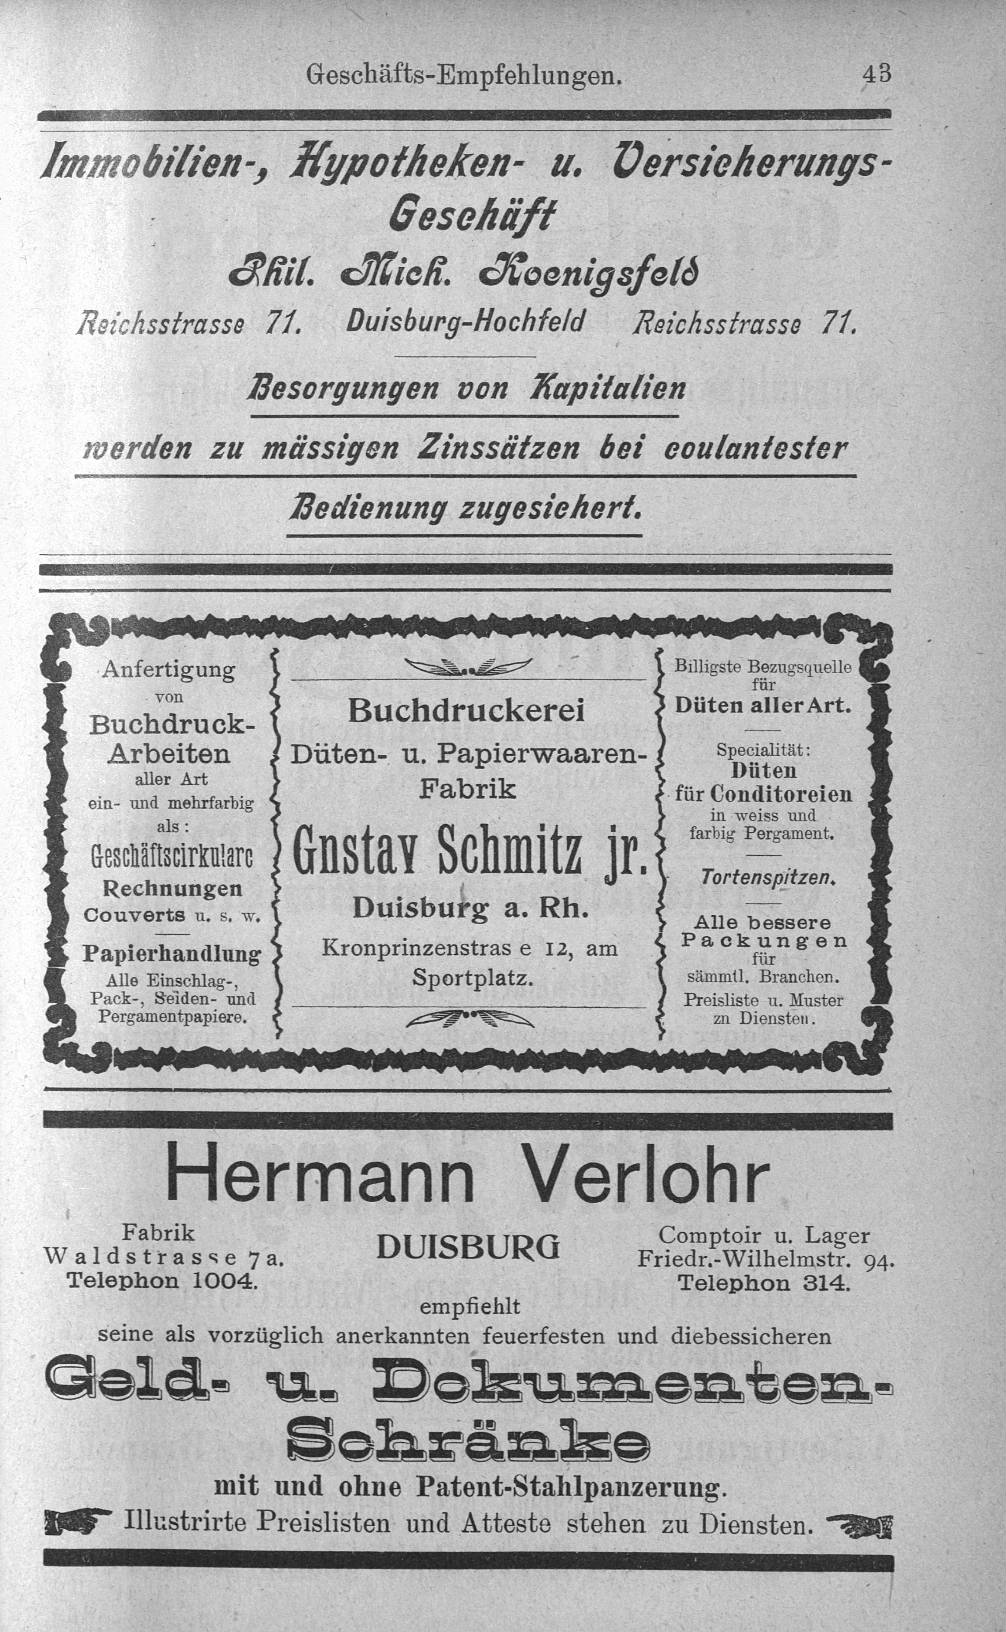 Geschäfts-Empfehlungen. 43
Immobilien-, Hypotheken- u. Versicherungs-
Geschäft
Phil. Mich. Koenigsfeld
Reichsstrasse 71. Duisburg-Hochfeld Reichsstrasse 71.
Besorgungen von Kapitalien
werden zu mässigen Zinssätzen bei coulantester
Bedienung zugesichert.
Anfertigung
von
Buchdruck-
Arbeiten
aller Art
ein- und mehrfarbig
als:
Geschäftscirkulare
Rechnungen
Couverts u. s. w.
Papierhandlung
Alle Einschlag-,
Pack-, Seiden- und
Pergamentpapiere.
Buchdruckerei
Düten- u. Papierwaaren-
Fabrik
Gnstav Schmitz jr.
Duisburg a. Rh.
Kronprinzenstras e 12, am
Sportplatz.
Billigste Bezugsquelle
für
Düten aller Art.
Specialität:
Düten
für Conditoreien
in weiss und
farbig Pergament.
Tortenspitzen.
Alle bessere
Packungen
für
sämmtl. Branchen.
Preisliste u. Muster
zn Diensten.
Hermann Verlohr
Fabrik
Waldstrasse 7a.
Telephon 1004.
DUISBURG
Comptoir u. Lager
Friedr.-Wilhelmstr. 94.
Telephon 314.
empfiehlt
seine als vorzüglich anerkannten feuerfesten und diebessicheren
Geld- u. Dokumenten-
Schränke
mit und ohne Patent-Stahlpanzerung.
Illustrirte Preislisten und Atteste stehen zu Diensten.